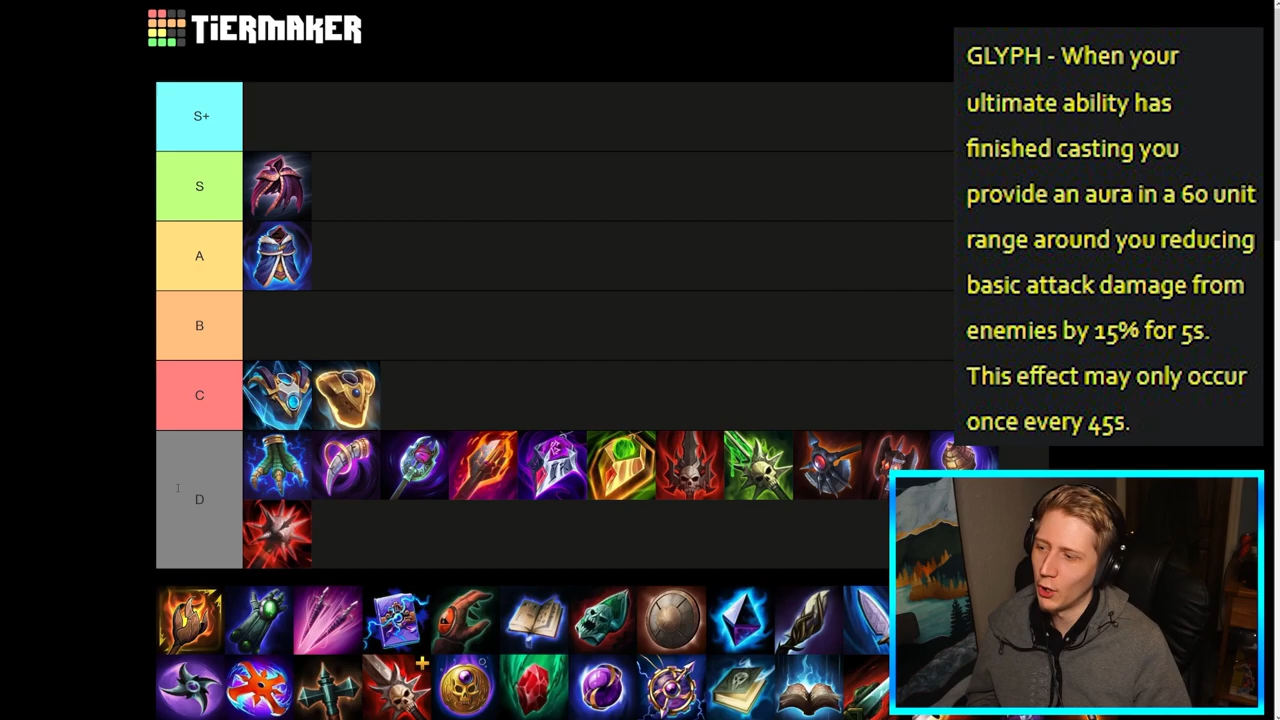 TiERMAKER
S+
S
A
B
C
D
GLYPH - When your
ultimate ability has
finished casting you
provide an aura in a 60 unit
range around you reducing
basic attack damage from
enemies by 15% for 5s.
This effect may only occur
once every 45s.